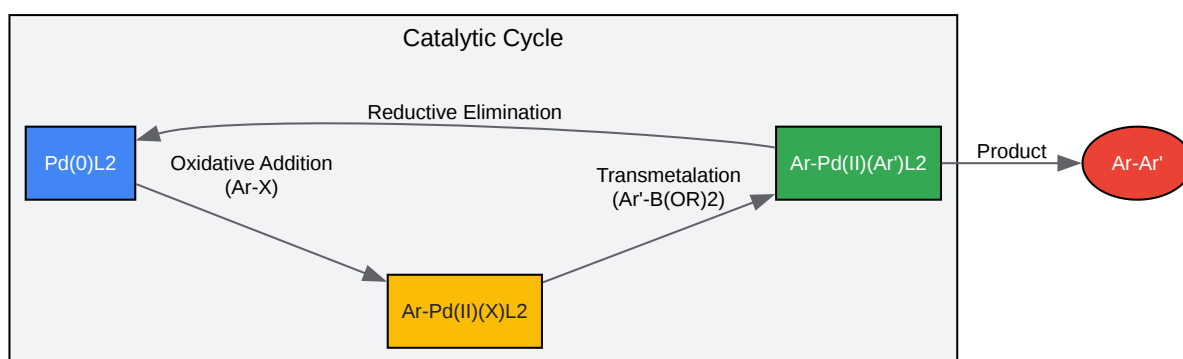 Catalytic Cycle
Reductive Elimination
Pd(0)L2
Oxidative Addition
(Ar-X)
Transmetalation
(Ar'-B(OR)2)
Ar-Pd(II)(Ar')L2
Product
Ar-Ar'
Ar-Pd(II)(X)L2